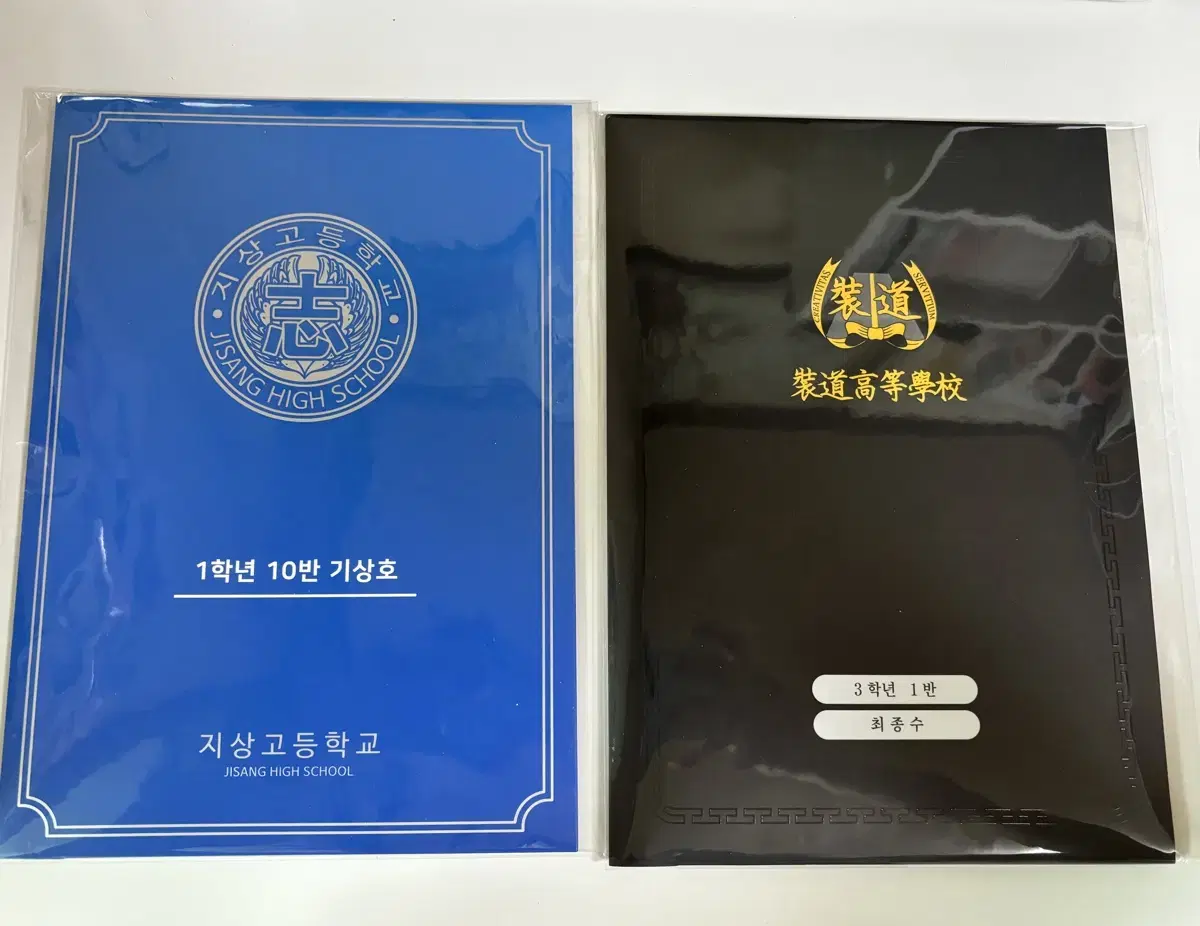 지상고등학교
志
JISANG HIGH SCHOOL
1학년 10반 기상호
지상고등학교
JISANG HIGH SCHOOL
CREATIVITAS
裝道
SERVITIUM
裝道高等學校
3학년 1반
최종수